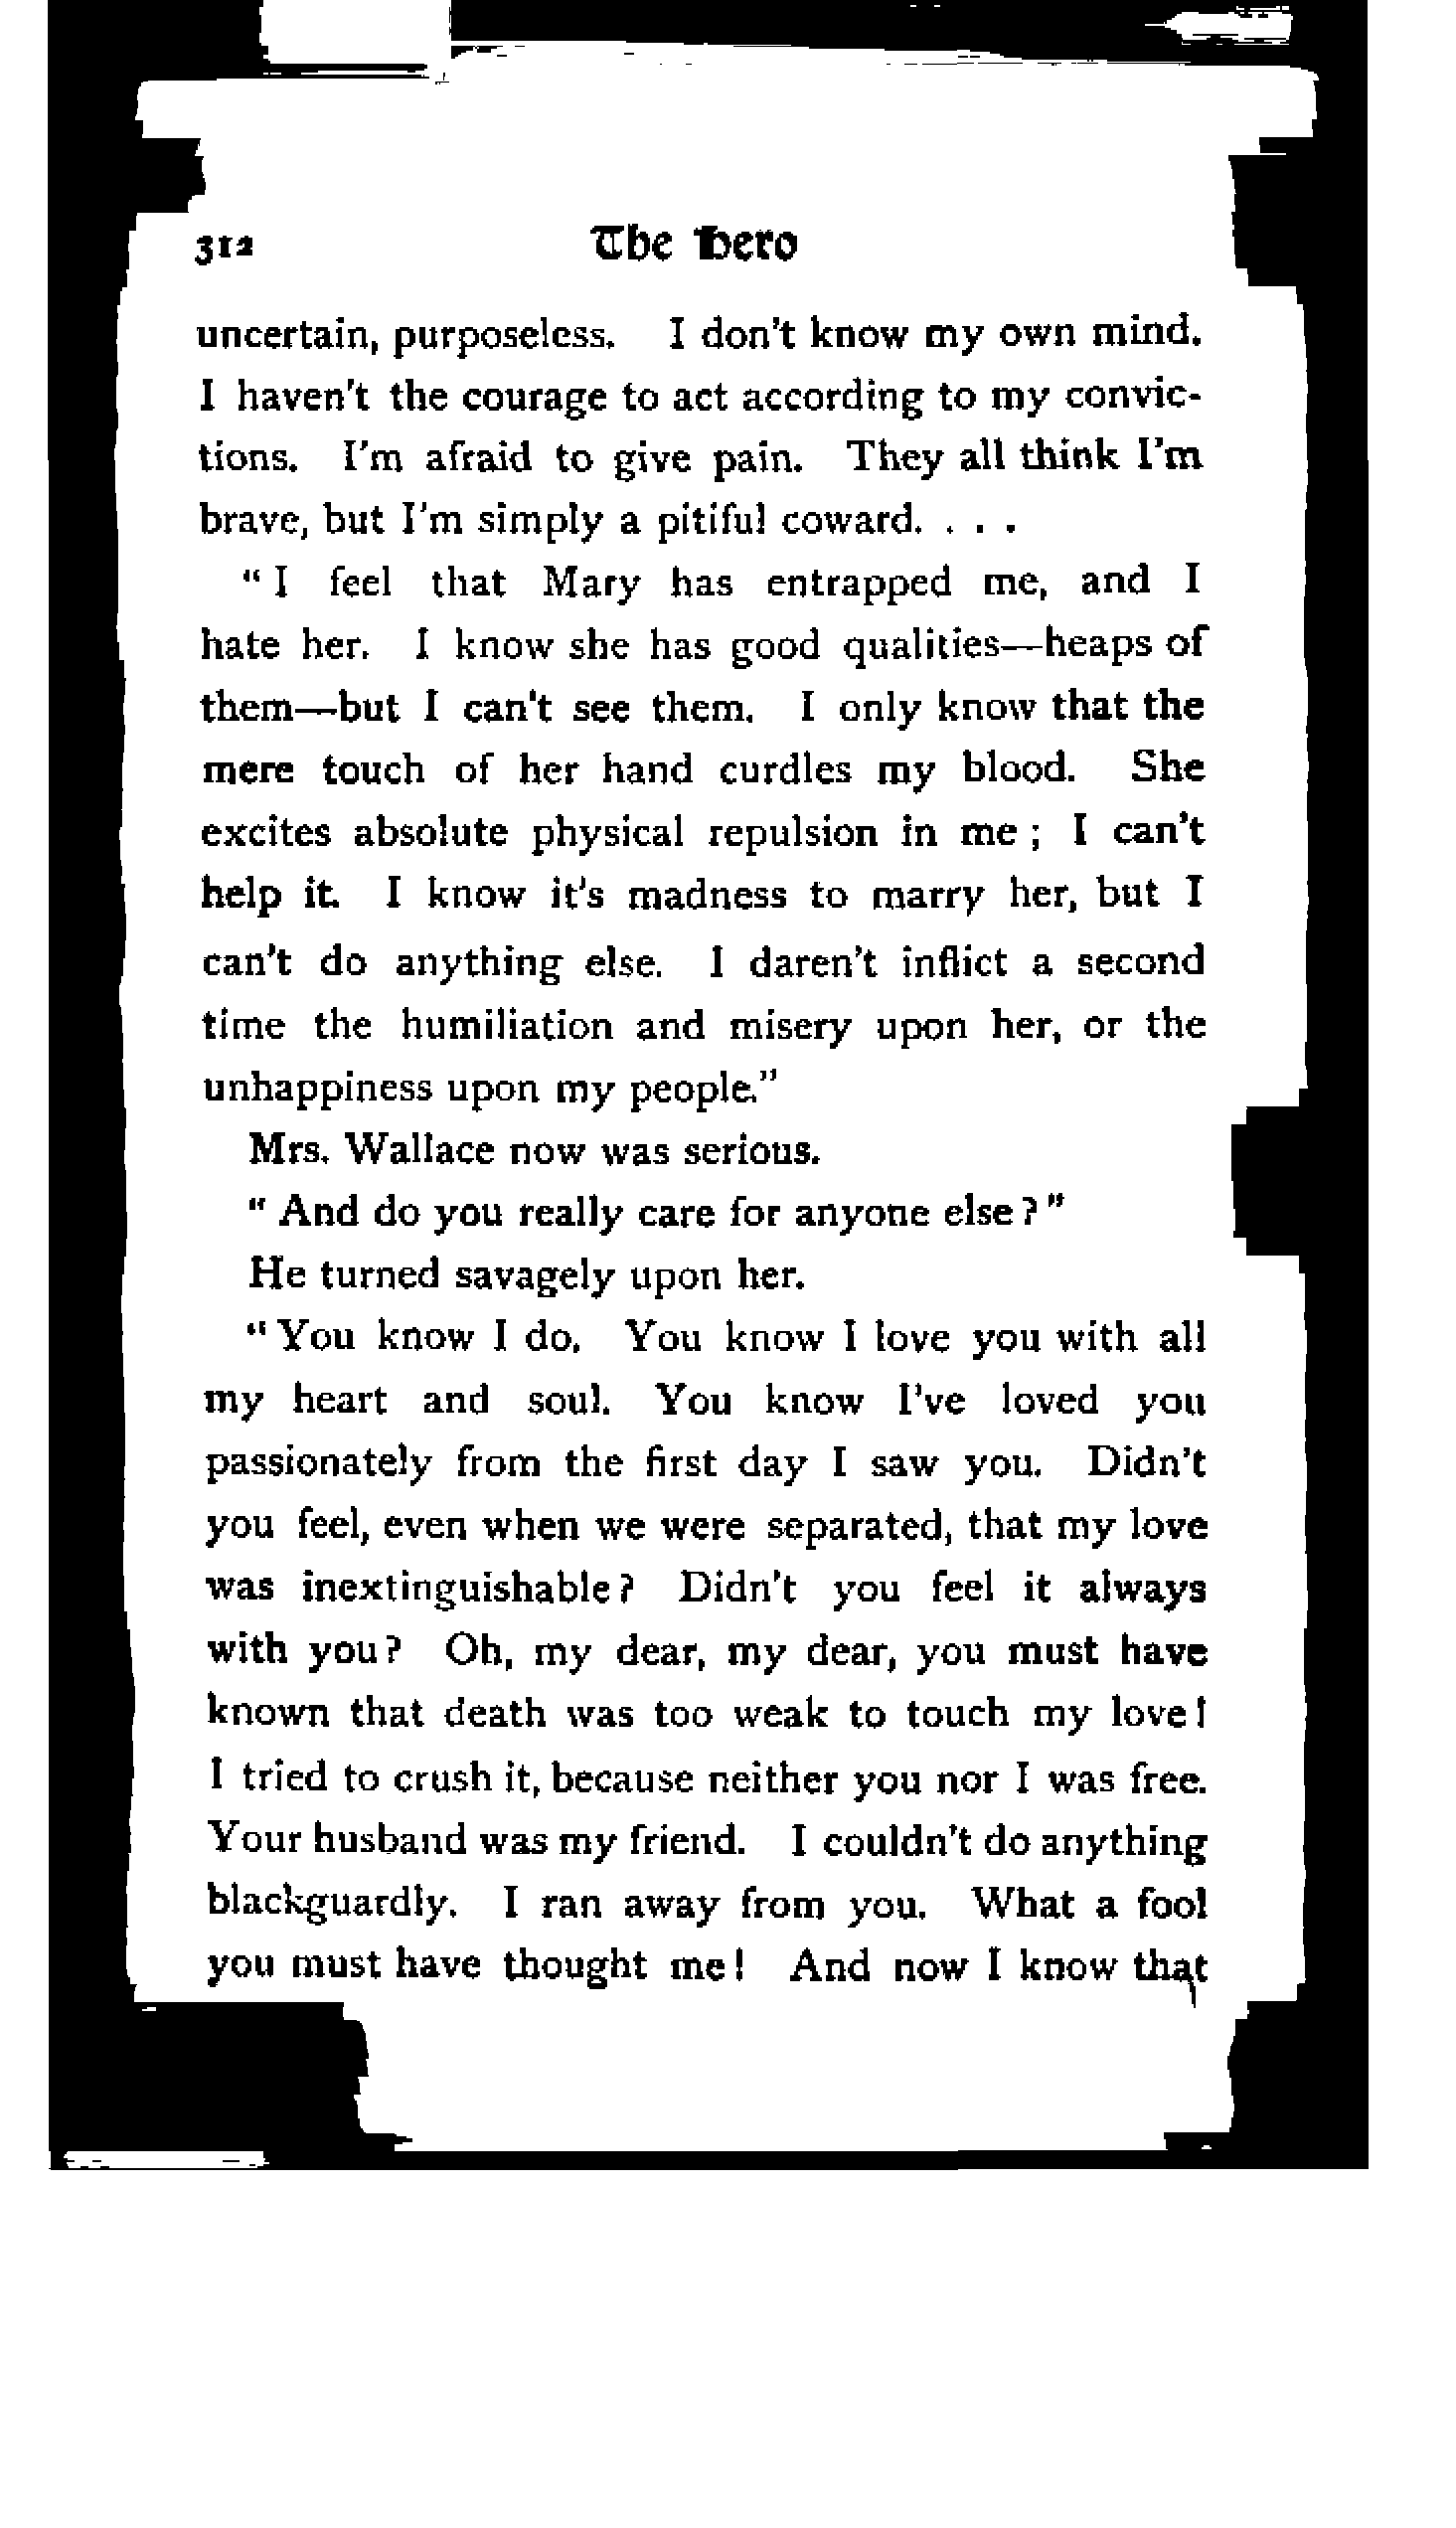 312 The Hero
uncertain, purposeless. I don't know my own mind.
I haven't the courage to act according to my convic-
tions. I'm afraid to give pain. They all think I'm
brave, but I'm simply a pitiful coward. . . .
"I feel that Mary has entrapped me, and I
hate her. I know she has good qualities—heaps of
them—but I can't see them. I only know that the
mere touch of her hand curdles my blood. She
excites absolute physical repulsion in me; I can't
help it. I know it's madness to marry her, but I
can't do anything else. I daren't inflict a second
time the humiliation and misery upon her, or the
unhappiness upon my people."
Mrs. Wallace now was serious.
"And do you really care for anyone else?"
He turned savagely upon her.
"You know I do. You know I love you with all
my heart and soul. You know I've loved you
passionately from the first day I saw you. Didn't
you feel, even when we were separated, that my love
was inextinguishable? Didn't you feel it always
with you? Oh, my dear, my dear, you must have
known that death was too weak to touch my love!
I tried to crush it, because neither you nor I was free.
Your husband was my friend. I couldn't do anything
blackguardly. I ran away from you. What a fool
you must have thought me! And now I know that